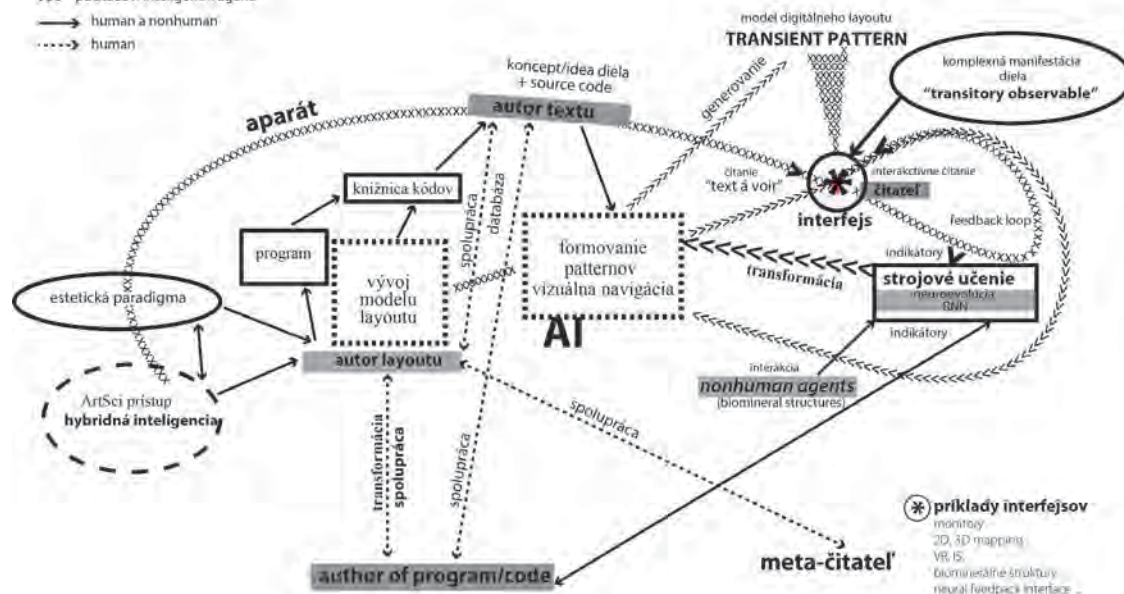 human a nonhuman
human
model digitálneho layoutu
TRANSIENT PATTERN
komplexná manifestácia
diela
"transitory observable"
koncept/idea diela
+ source code
autor textu
generovanie
aparát
čítanie
"text á voir"
interaktívne čítanie
čitateľ
interfejs
feedback loop
knižnica kódov
program
spolupráca
databáza
vývoj
modelu
layoutu
formovanie
patternov
vizuálna navigácia
AI
transformácia
indikátory
strojové učenie
neuroevolúcia
RNN
indikátory
estetická paradigma
autor layoutu
interakcia
nonhuman agents
(biomineral structures)
ArtSci prístup
hybridná inteligencia
transformácia
spolupráca
spolupráca
spolupráca
meta-čitateľ
auther of program/code
príklady interfejsov
monitory
2D, 3D mapping
VR, IS,
biominerálne štruktúry
neural feedback interface